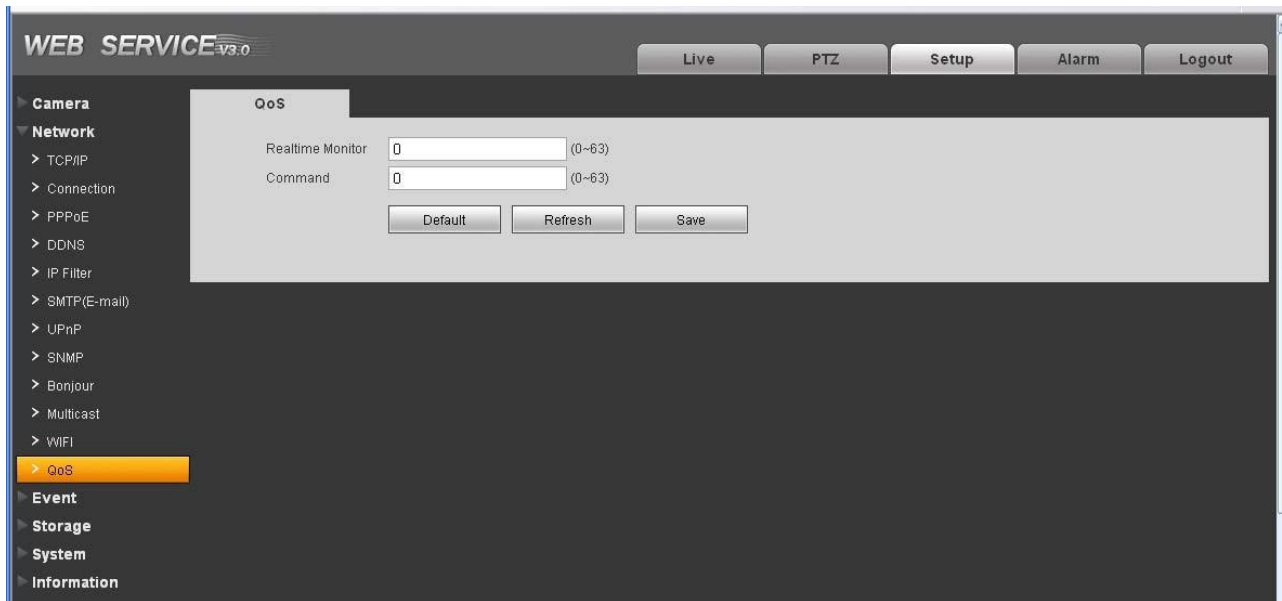 WEB SERVICE V3.0
Live PTZ Setup Alarm Logout
Camera
Network
TCP/IP
Connection
PPPoE
DDNS
IP Filter
SMTP(E-mail)
UPnP
SNMP
Bonjour
Multicast
WIFI
QoS
Event
Storage
System
Information
QoS
Realtime Monitor 0 (0~63)
Command 0 (0~63)
Default Refresh Save